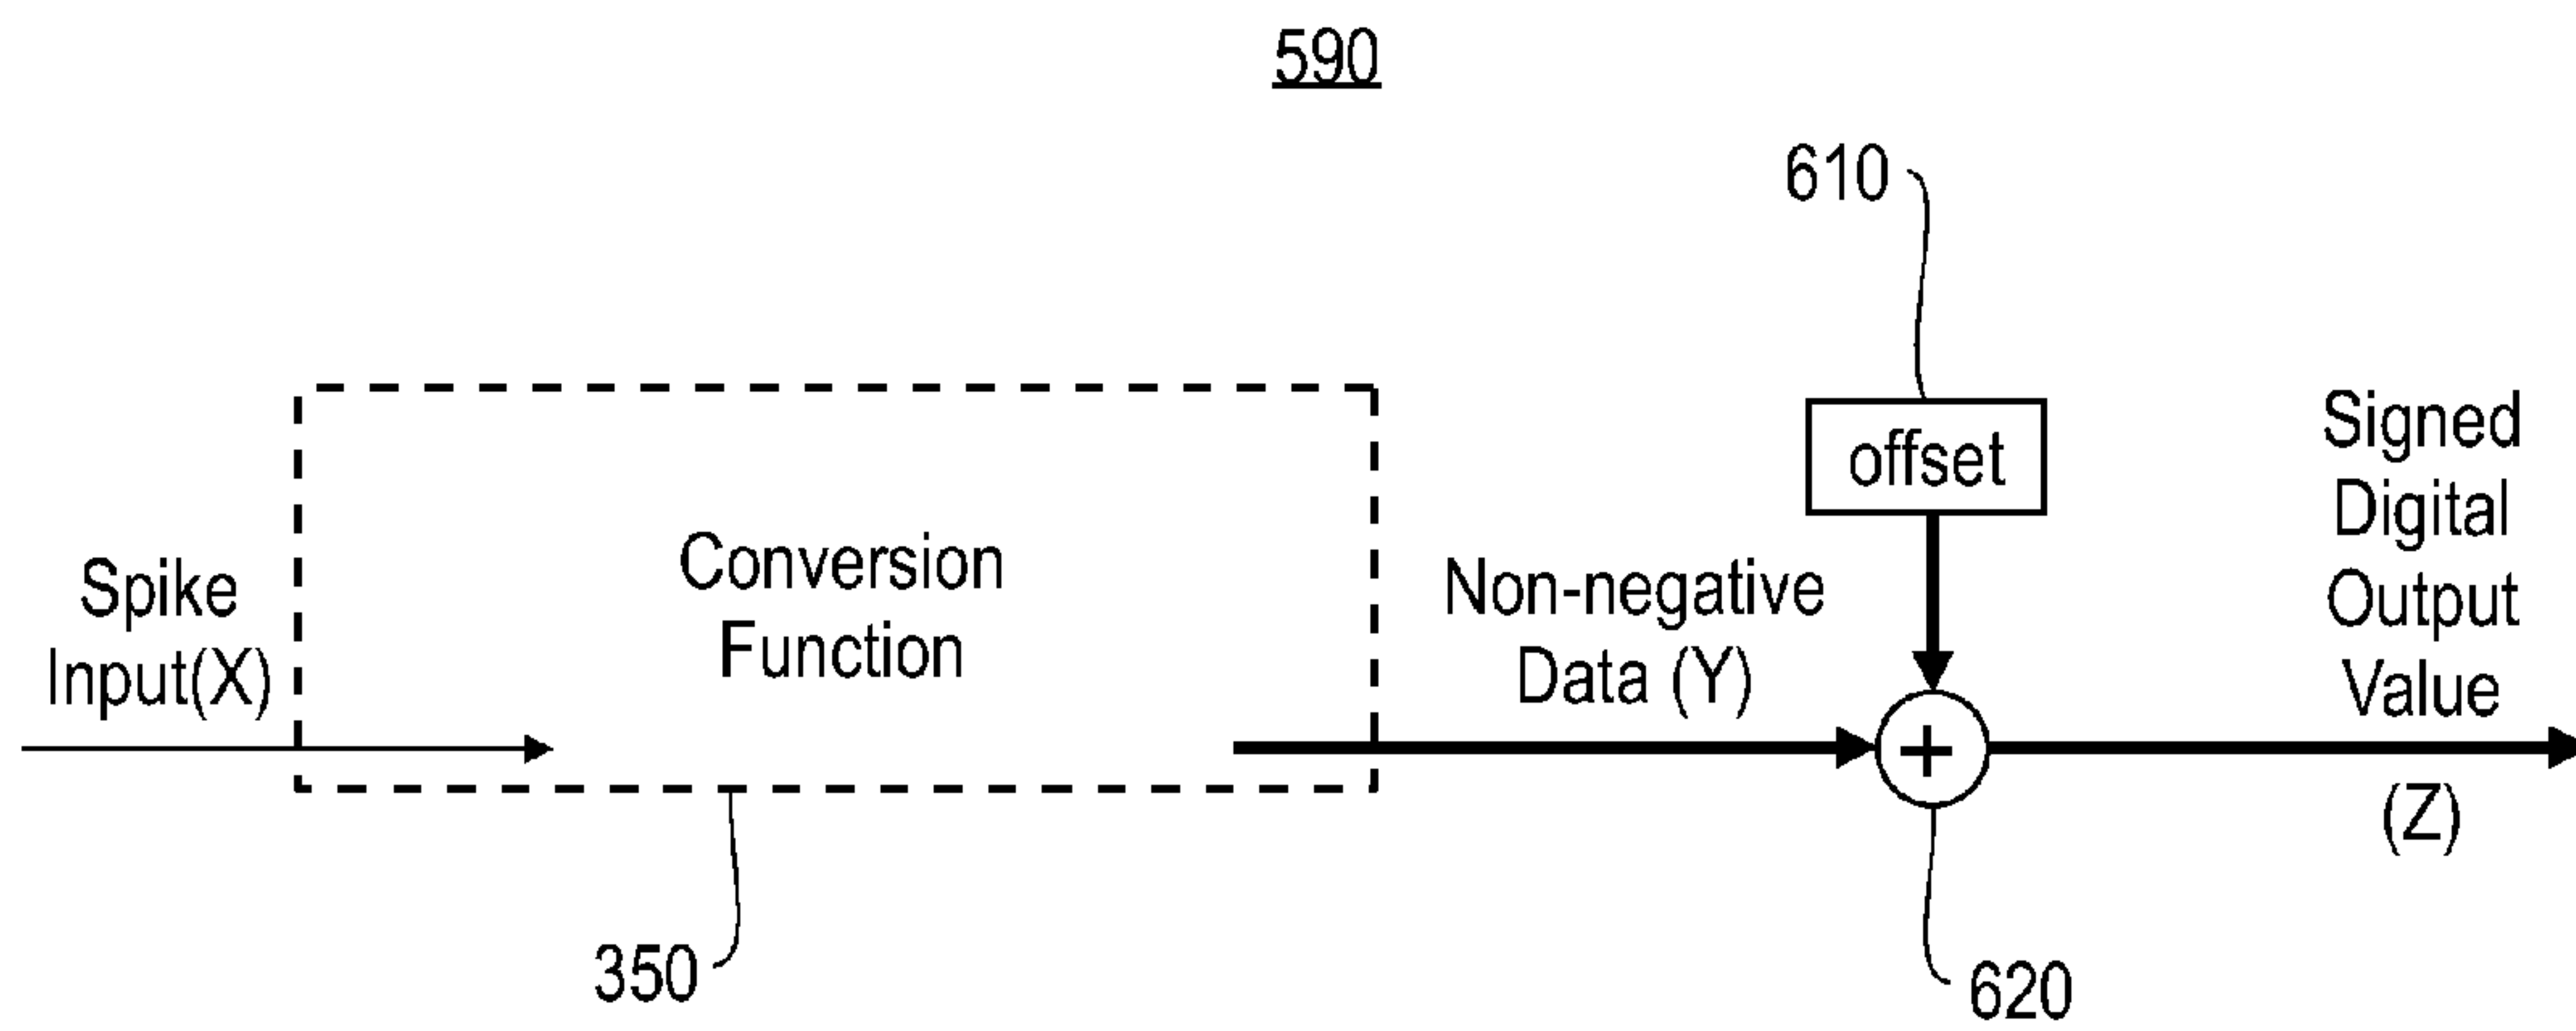 590
610
offset
Signed
Digital
Output
Value
(Z)
Spike
Input(X)
Conversion
Function
Non-negative
Data (Y)
+
350
620